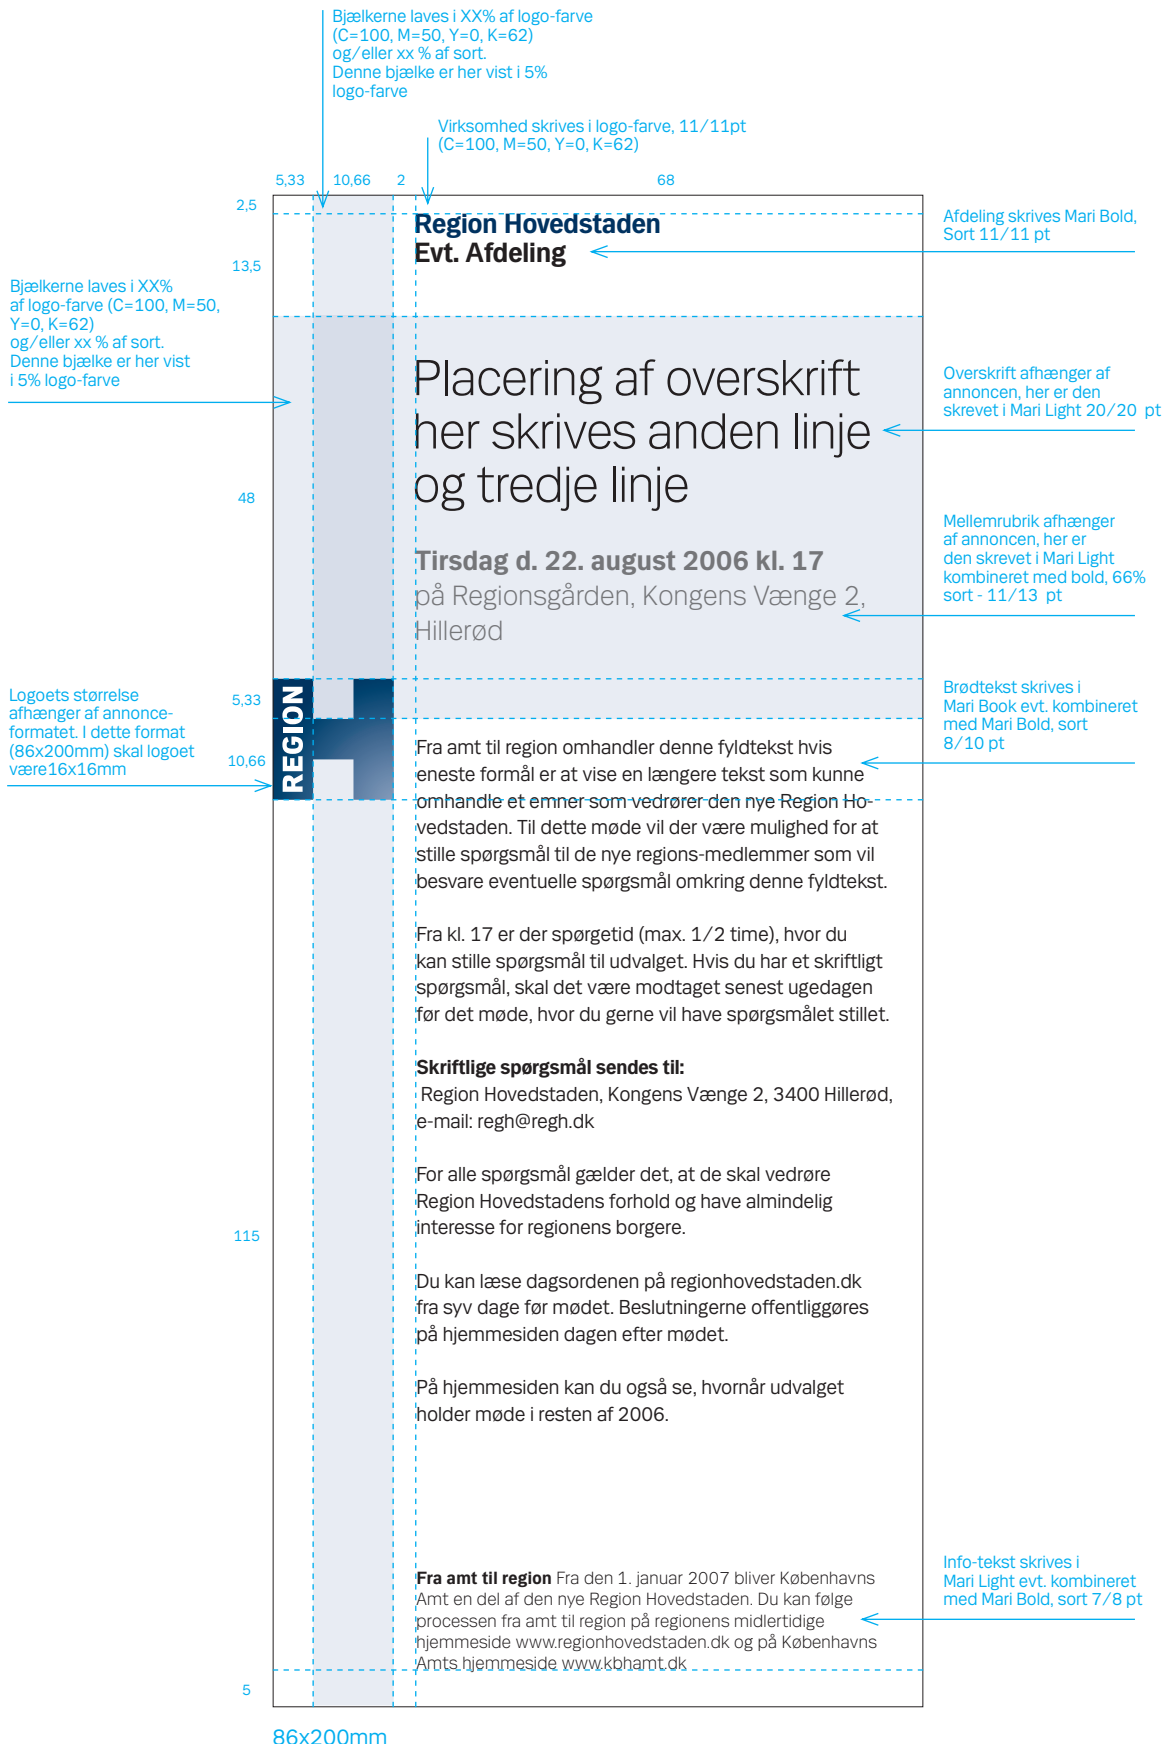 Bjælkerne laves i XX% af logo-farve
(C=100, M=50, Y=0, K=62)
og/eller xx % af sort.
Denne bjælke er her vist i 5%
logo-farve
Virksomhed skrives i logo-farve, 11/11pt
(C=100, M=50, Y=0, K=62)
5,33 10,66 2 68
2,5
13,5
48
5,33
10,66
115
5
Bjælkerne laves i XX%
af logo-farve (C=100, M=50,
Y=0, K=62)
og/eller xx % af sort.
Denne bjælke er her vist
i 5% logo-farve
Logoets størrelse
afhænger af annonce-
formatet. I dette format
(86x200mm) skal logoet
være16x16mm
REGION
Region Hovedstaden
Evt. Afdeling
Placering af overskrift
her skrives anden linje
og tredje linje
Tirsdag d. 22. august 2006 kl. 17
på Regionsgården, Kongens Vænge 2,
Hillerød
Fra amt til region omhandler denne fyldtekst hvis
eneste formål er at vise en længere tekst som kunne
omhandle et emner som vedrører den nye Region Ho-
vedstaden. Til dette møde vil der være mulighed for at
stille spørgsmål til de nye regions-medlemmer som vil
besvare eventuelle spørgsmål omkring denne fyldtekst.
Fra kl. 17 er der spørgetid (max. 1/2 time), hvor du
kan stille spørgsmål til udvalget. Hvis du har et skriftligt
spørgsmål, skal det være modtaget senest ugedagen
før det møde, hvor du gerne vil have spørgsmålet stillet.
Skriftlige spørgsmål sendes til:
Region Hovedstaden, Kongens Vænge 2, 3400 Hillerød,
e-mail: regh@regh.dk
For alle spørgsmål gælder det, at de skal vedrøre
Region Hovedstadens forhold og have almindelig
interesse for regionens borgere.
Du kan læse dagsordenen på regionhovedstaden.dk
fra syv dage før mødet. Beslutningerne offentliggøres
på hjemmesiden dagen efter mødet.
På hjemmesiden kan du også se, hvornår udvalget
holder møde i resten af 2006.
Fra amt til region Fra den 1. januar 2007 bliver Københavns
Amt en del af den nye Region Hovedstaden. Du kan følge
processen fra amt til region på regionens midlertidige
hjemmeside www.regionhovedstaden.dk og på Københavns
Amts hjemmeside www.kbhamt.dk
Afdeling skrives Mari Bold,
Sort 11/11 pt
Overskrift afhænger af
annoncen, her er den
skrevet i Mari Light 20/20 pt
Mellemrubrik afhænger
af annoncen, her er
den skrevet i Mari Light
kombineret med bold, 66%
sort - 11/13 pt
Brødtekst skrives i
Mari Book evt. kombineret
med Mari Bold, sort
8/10 pt
Info-tekst skrives i
Mari Light evt. kombineret
med Mari Bold, sort 7/8 pt
86x200mm